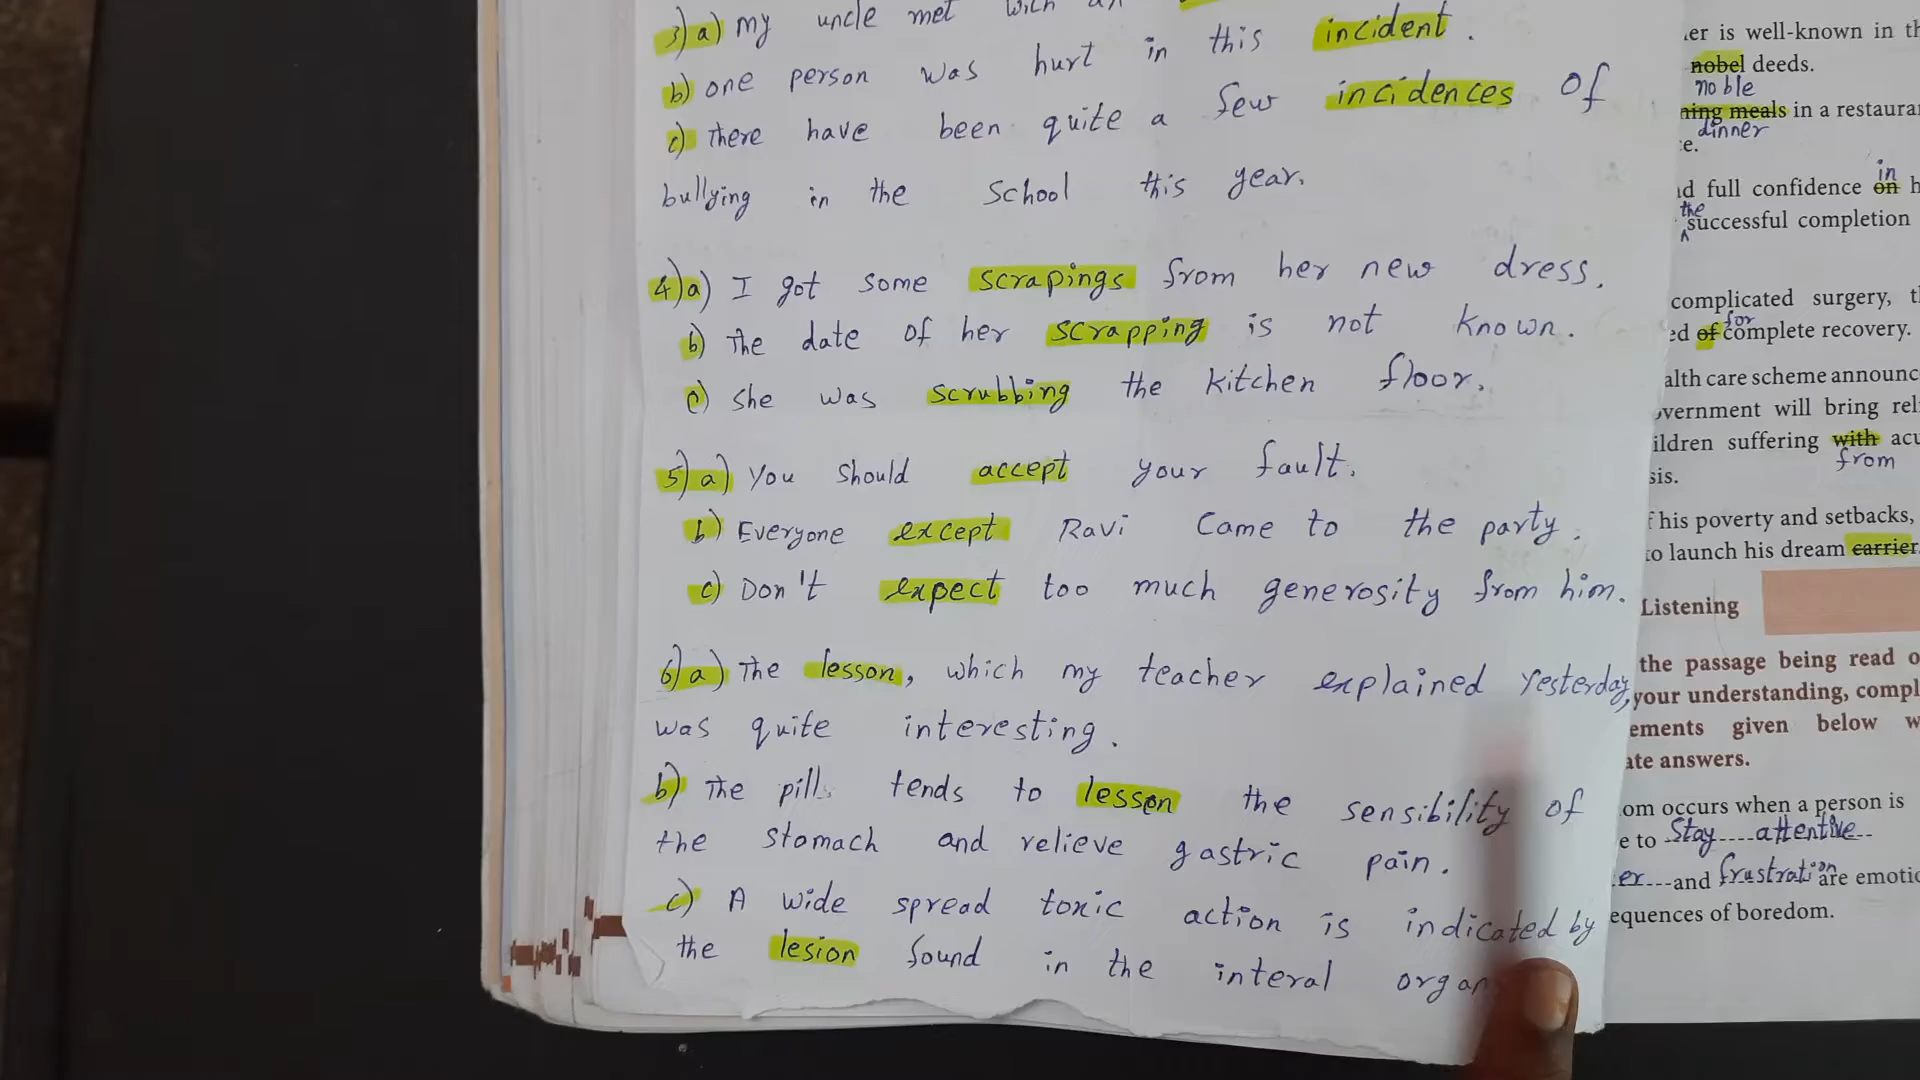 3) a) my uncle met with an
b) one person was hurt in this incident.
c) There have been quite a few incidences of
bullying in the School this year.
4) a) I got some scrapings from her new dress.
b) The date of her scrapping is not known.
c) She was scrubbing the kitchen floor.
5) a) You should accept your fault.
b) Everyone except Ravi Came to the party.
c) Don't expect too much generosity from him.
6) a) The lesson, which my teacher explained yesterday,
was quite interesting.
b) The pills tends to lesson the sensibility of
the stomach and relieve gastric pain.
c) A wide spread toxic action is indicated by
the lesion found in the interal organ
er is well-known in th
nobel deeds.
noble
ning meals in a restaura
dinner
e.
in
d full confidence on h
the
successful completion
complicated surgery, t
for
ed of complete recovery.
alth care scheme announc
vernment will bring rel
ildren suffering with acu
from
sis.
f his poverty and setbacks,
to launch his dream carrier
Listening
the passage being read o
your understanding, compl
ements given below w
ate answers.
om occurs when a person is
e to Stay attentive
er and frustration are emotio
equences of boredom.